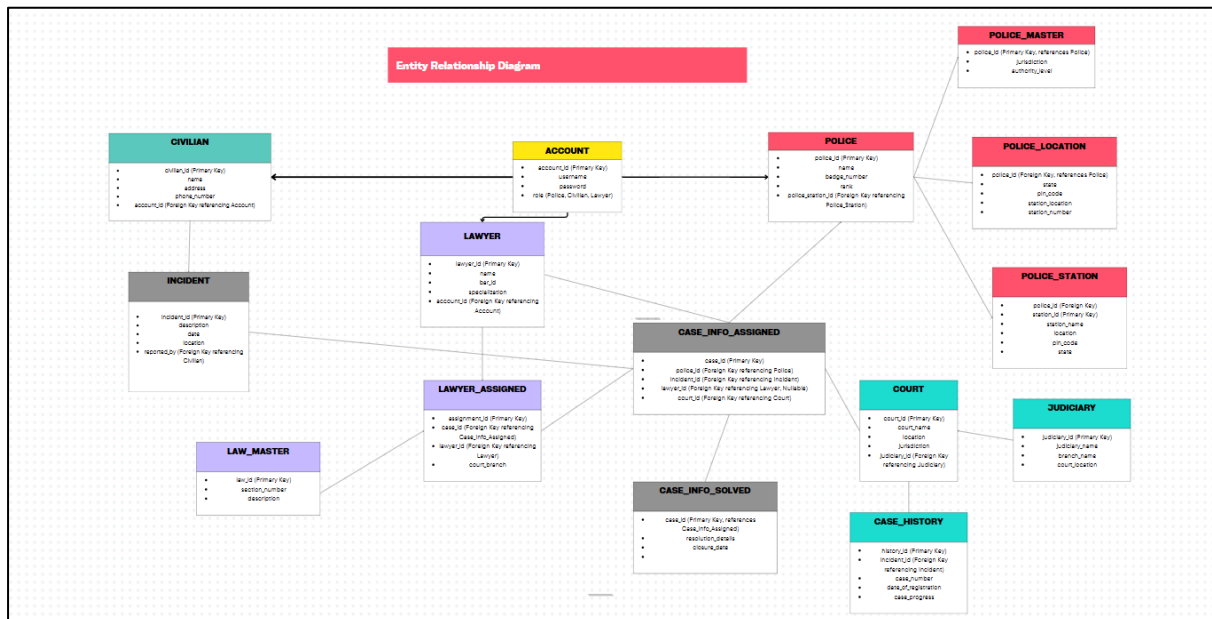 Entity Relationship Diagram
POLICE_MASTER
police_id (Primary Key, references Police)
jurisdiction
authority_level
CIVILIAN
civilian_id (Primary Key)
name
address
phone_number
account_id (Foreign Key referencing Account)
ACCOUNT
account_id (Primary Key)
username
password
role (Police, Civilian, Lawyer)
POLICE
police_id (Primary Key)
name
badge_number
rank
police_station_id (Foreign Key referencing
Police_Station)
POLICE_LOCATION
police_id (Foreign Key, references Police)
state
pin_code
station_location
station_number
LAWYER
lawyer_id (Primary Key)
name
bar_id
specialization
account_id (Foreign Key referencing
Account)
INCIDENT
incident_id (Primary Key)
description
date
location
reported_by (Foreign Key referencing
Civilian)
POLICE_STATION
police_id (Foreign Key)
station_id (Primary Key)
station_name
location
pin_code
state
CASE_INFO_ASSIGNED
case_id (Primary Key)
police_id (Foreign Key referencing Police)
incident_id (Foreign Key referencing Incident)
lawyer_id (Foreign Key referencing Lawyer, Nullable)
court_id (Foreign Key referencing Court)
LAWYER_ASSIGNED
assignment_id (Primary Key)
case_id (Foreign Key referencing
Case_Info_Assigned)
lawyer_id (Foreign Key referencing
Lawyer)
court_branch
COURT
court_id (Primary Key)
court_name
location
jurisdiction
judiciary_id (Foreign Key
referencing Judiciary)
JUDICIARY
judiciary_id (Primary Key)
judiciary_name
branch_name
court_location
LAW_MASTER
law_id (Primary Key)
section_number
description
CASE_INFO_SOLVED
case_id (Primary Key, references
Case_Info_Assigned)
resolution_details
closure_date
CASE_HISTORY
history_id (Primary Key)
incident_id (Foreign Key
referencing Incident)
case_number
date_of_registration
case_progress